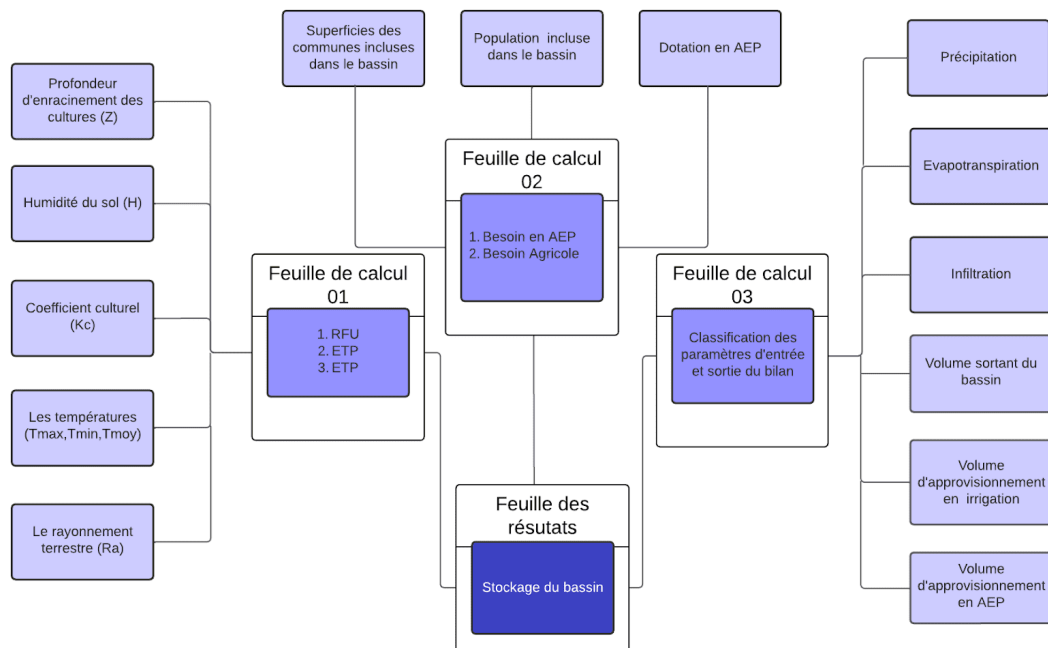 Superficies des
communes incluses
dans le bassin
Population incluse
dans le bassin
Dotation en AEP
Précipitation
Profondeur
d'enracinement des
cultures (Z)
Feuille de calcul
02
1. Besoin en AEP
2. Besoin Agricole
Evapotranspiration
Humidité du sol (H)
Feuille de calcul
01
1. RFU
2. ETP
3. ETP
Feuille de calcul
03
Classification des
paramètres d'entrée
et sortie du bilan
Infiltration
Coefficient culturel
(Kc)
Volume sortant du
bassin
Les températures
(Tmax,Tmin,Tmoy)
Volume
d'approvisionnement
en irrigation
Feuille des
résutats
Stockage du bassin
Le rayonnement
terrestre (Ra)
Volume
d'approvisionnement
en AEP